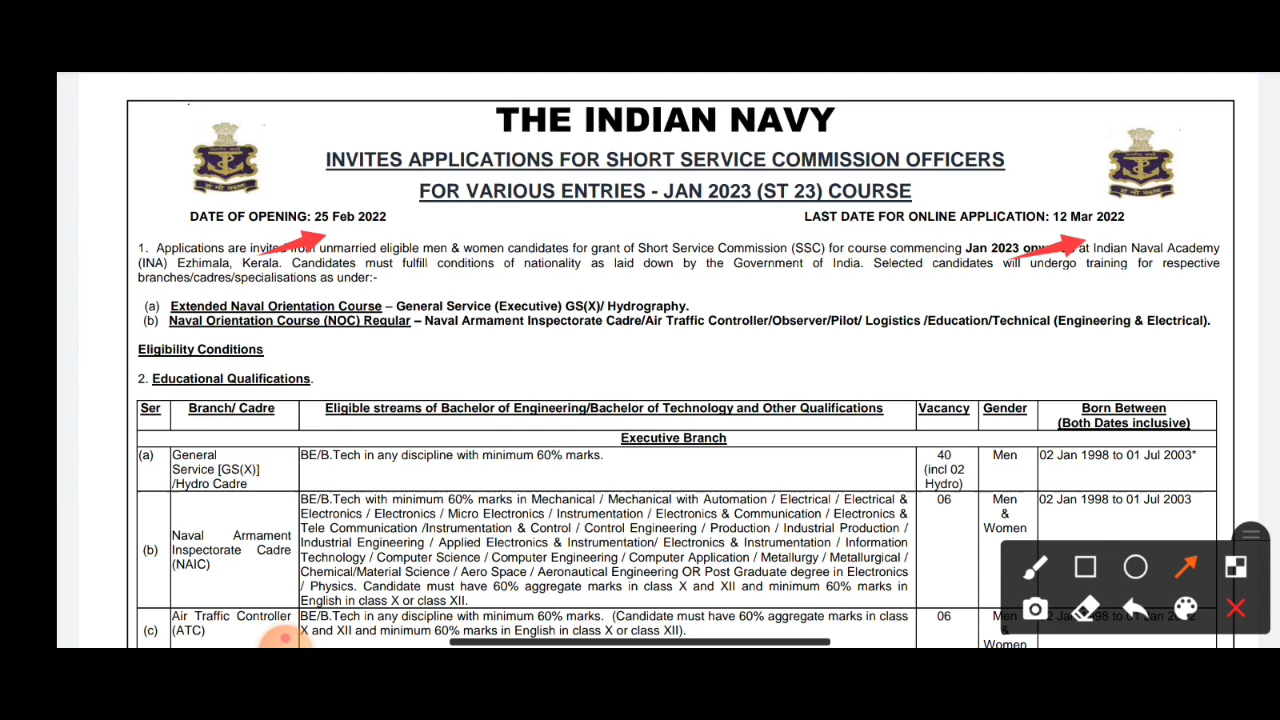 THE INDIAN NAVY
INVITES APPLICATIONS FOR SHORT SERVICE COMMISSION OFFICERS
FOR VARIOUS ENTRIES - JAN 2023 (ST 23) COURSE
DATE OF OPENING: 25 Feb 2022 LAST DATE FOR ONLINE APPLICATION: 12 Mar 2022
1. Applications are invited from unmarried eligible men & women candidates for grant of Short Service Commission (SSC) for course commencing Jan 2023 at Indian Naval Academy
(INA) Ezhimala, Kerala. Candidates must fulfill conditions of nationality as laid down by the Government of India. Selected candidates will undergo training for respective
branches/cadres/specialisations as under:-
(a) Extended Naval Orientation Course – General Service (Executive) GS(X)/ Hydrography.
(b) Naval Orientation Course (NOC) Regular – Naval Armament Inspectorate Cadre/Air Traffic Controller/Observer/Pilot/ Logistics /Education/Technical (Engineering & Electrical).
Eligibility Conditions
2. Educational Qualifications.
Ser Branch/ Cadre Eligible streams of Bachelor of Engineering/Bachelor of Technology and Other Qualifications Vacancy Gender Born Between
(Both Dates inclusive)
Executive Branch
(a) General BE/B.Tech in any discipline with minimum 60% marks. 40 Men 02 Jan 1998 to 01 Jul 2003*
Service [GS(X)] (incl 02
/Hydro Cadre Hydro)
BE/B.Tech with minimum 60% marks in Mechanical / Mechanical with Automation / Electrical / Electrical & 06 Men 02 Jan 1998 to 01 Jul 2003
Electronics / Electronics / Micro Electronics / Instrumentation / Electronics & Communication / Electronics & &
Tele Communication /Instrumentation & Control / Control Engineering / Production / Industrial Production / Women
Naval Armament Industrial Engineering / Applied Electronics & Instrumentation/ Electronics & Instrumentation / Information
(b) Inspectorate Cadre Technology / Computer Science / Computer Engineering / Computer Application / Metallurgy / Metallurgical /
(NAIC) Chemical/Material Science / Aero Space / Aeronautical Engineering OR Post Graduate degree in Electronics
/ Physics. Candidate must have 60% aggregate marks in class X and XII and minimum 60% marks in
English in class X or class XII.
Air Traffic Controller BE/B.Tech in any discipline with minimum 60% marks. (Candidate must have 60% aggregate marks in class 06 Men
(c) (ATC) X and XII and minimum 60% marks in English in class X or class XII).
Women